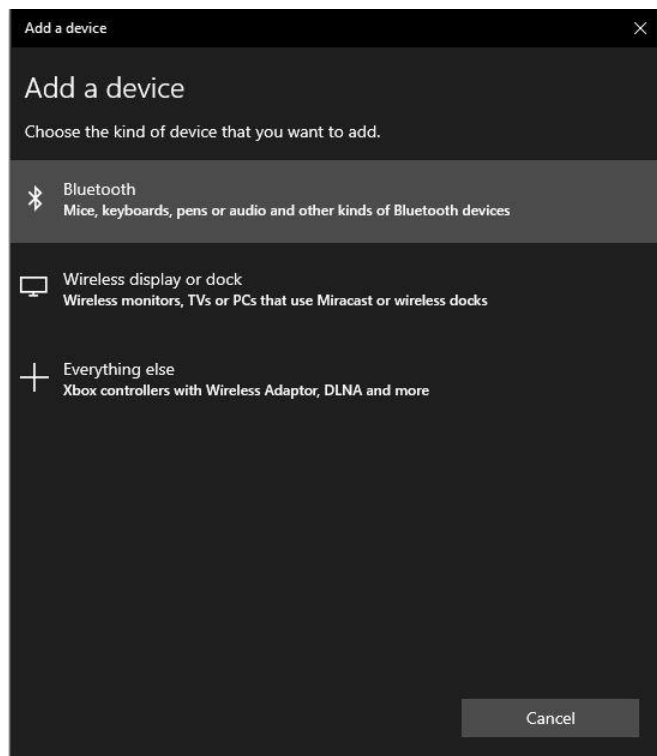 Add a device
Add a device
Choose the kind of device that you want to add.
Bluetooth
Mice, keyboards, pens or audio and other kinds of Bluetooth devices
Wireless display or dock
Wireless monitors, TVs or PCs that use Miracast or wireless docks
Everything else
Xbox controllers with Wireless Adaptor, DLNA and more
Cancel